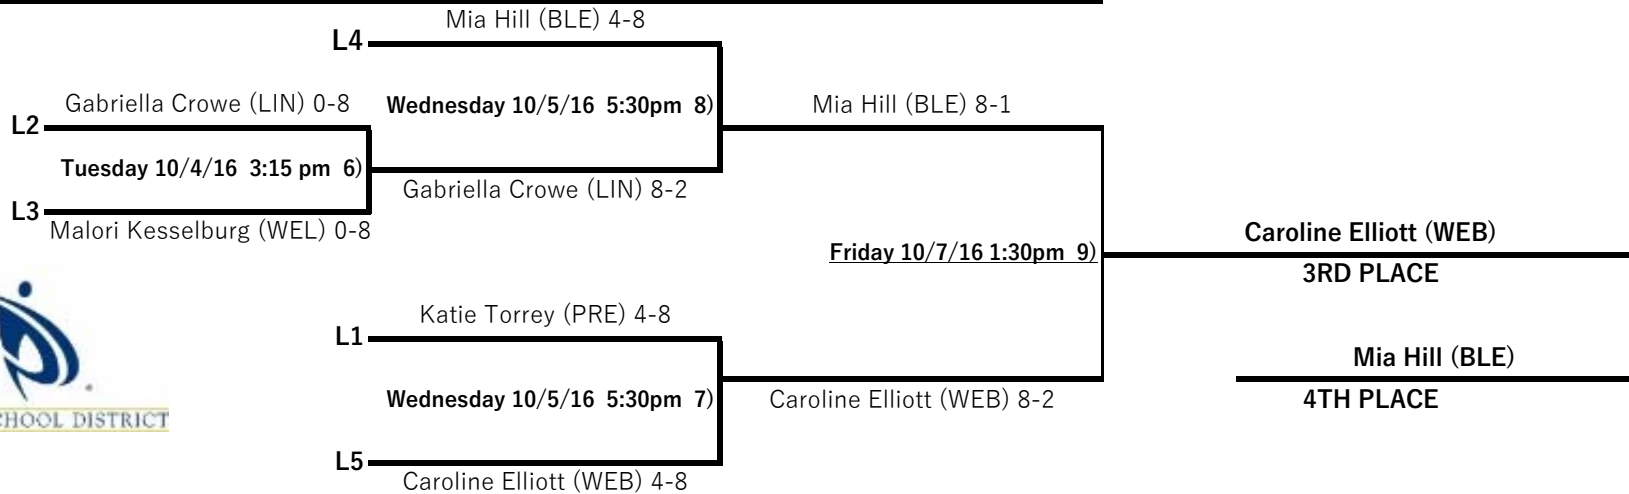 Mia Hill (BLE) 4-8
L4
Gabriella Crowe (LIN) 0-8
Wednesday 10/5/16 5:30pm 8)
Mia Hill (BLE) 8-1
L2
Tuesday 10/4/16 3:15 pm 6)
Gabriella Crowe (LIN) 8-2
L3
Malori Kesselburg (WEL) 0-8
Caroline Elliott (WEB)
Friday 10/7/16 1:30pm 9)
3RD PLACE
Katie Torrey (PRE) 4-8
L1
Mia Hill (BLE)
Wednesday 10/5/16 5:30pm 7)
Caroline Elliott (WEB) 8-2
4TH PLACE
CHOOL DISTRICT
L5
Caroline Elliott (WEB) 4-8